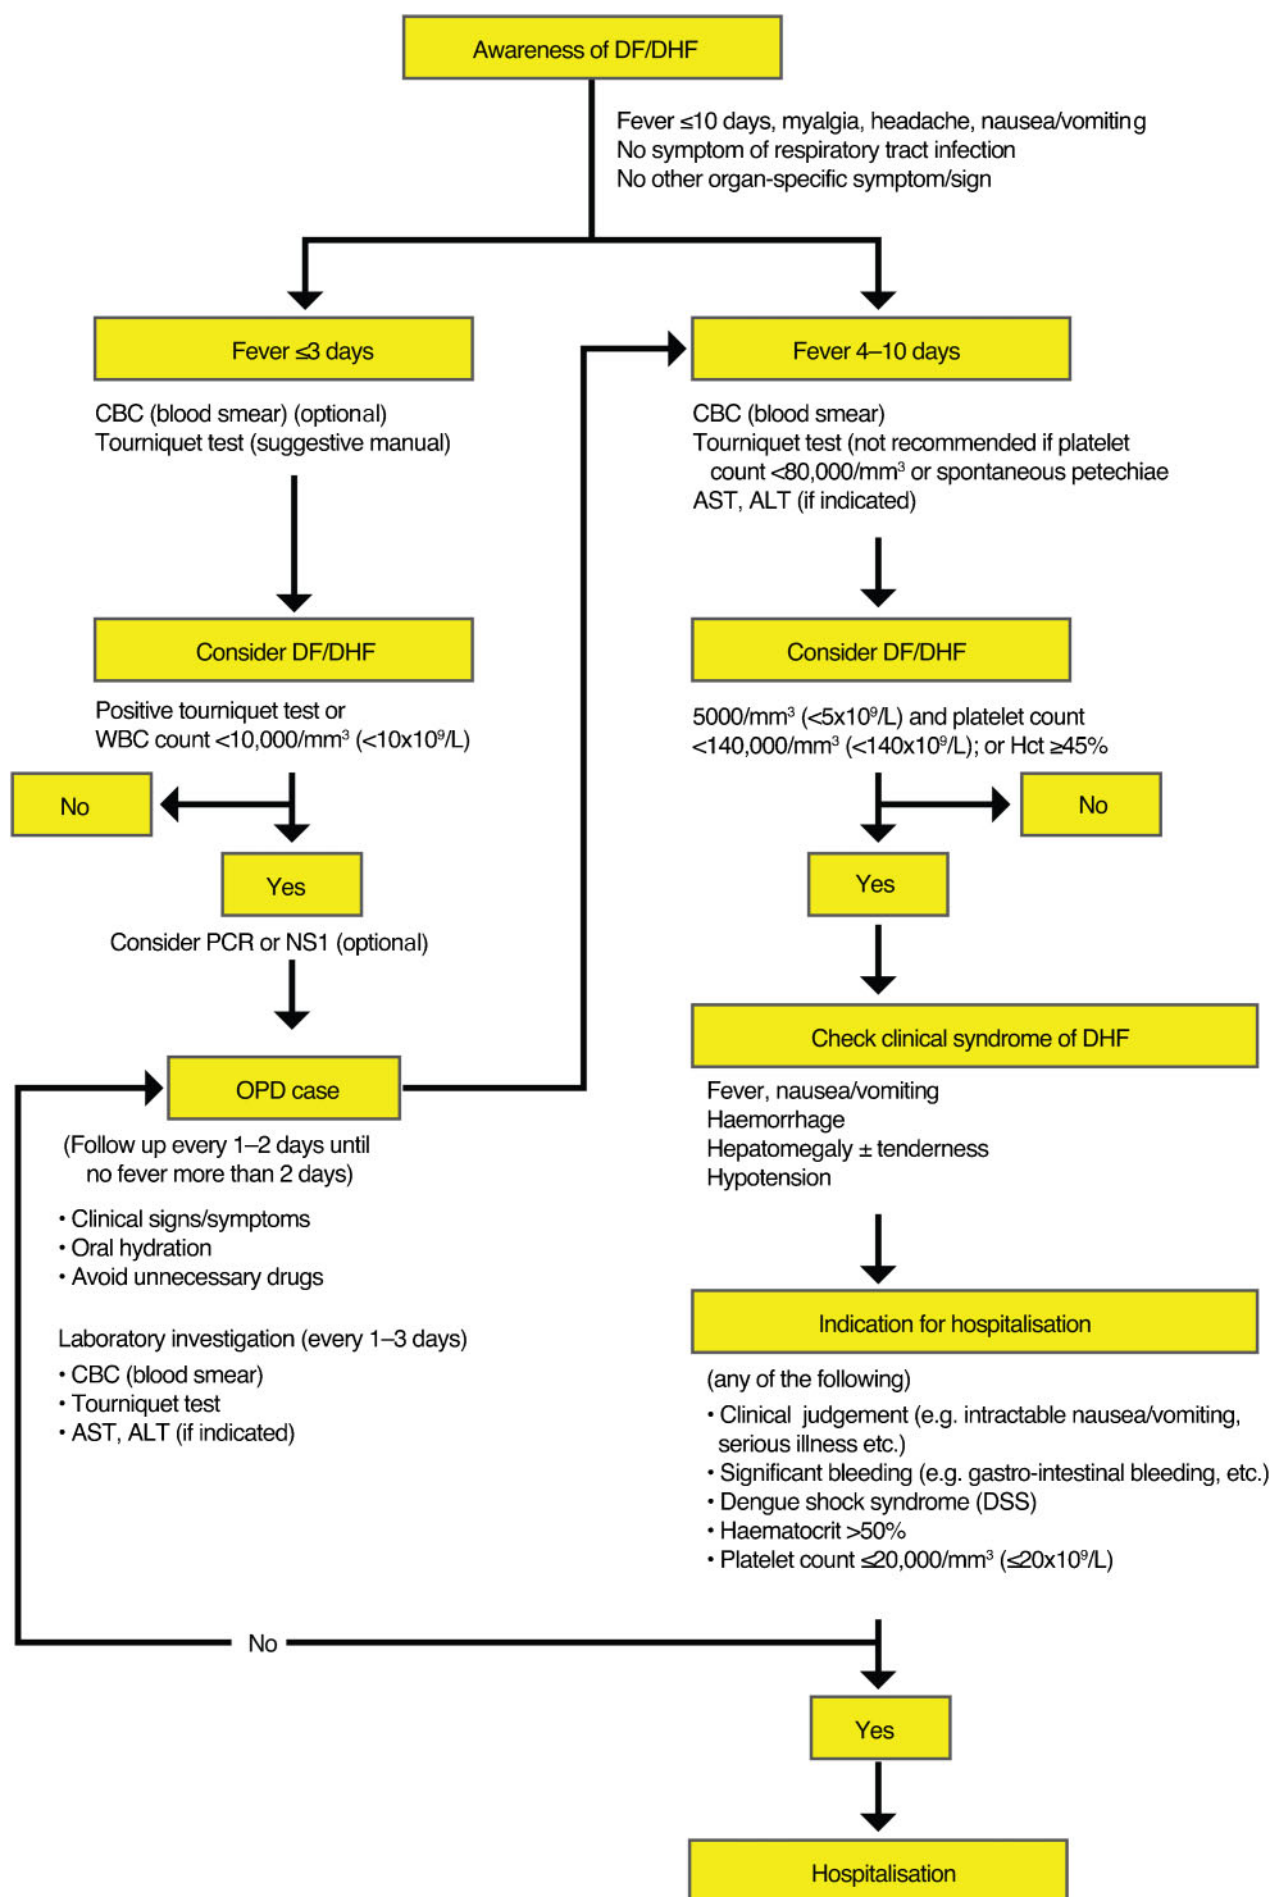 Awareness of DF/DHF
Fever ≤10 days, myalgia, headache, nausea/vomiting
No symptom of respiratory tract infection
No other organ-specific symptom/sign
Fever ≤3 days
CBC (blood smear) (optional)
Tourniquet test (suggestive manual)
Consider DF/DHF
Positive tourniquet test or
WBC count <10,000/mm³ (<10x10⁹/L)
No
Yes
Consider PCR or NS1 (optional)
OPD case
(Follow up every 1–2 days until
no fever more than 2 days)
• Clinical signs/symptoms
• Oral hydration
• Avoid unnecessary drugs
Laboratory investigation (every 1–3 days)
• CBC (blood smear)
• Tourniquet test
• AST, ALT (if indicated)
Fever 4–10 days
CBC (blood smear)
Tourniquet test (not recommended if platelet
count <80,000/mm³ or spontaneous petechiae
AST, ALT (if indicated)
Consider DF/DHF
5000/mm³ (<5x10⁹/L) and platelet count
<140,000/mm³ (<140x10⁹/L); or Hct ≥45%
No
Yes
Check clinical syndrome of DHF
Fever, nausea/vomiting
Haemorrhage
Hepatomegaly ± tenderness
Hypotension
Indication for hospitalisation
(any of the following)
• Clinical judgement (e.g. intractable nausea/vomiting,
serious illness etc.)
• Significant bleeding (e.g. gastro-intestinal bleeding, etc.)
• Dengue shock syndrome (DSS)
• Haematocrit >50%
• Platelet count ≤20,000/mm³ (≤20x10⁹/L)
No
Yes
Hospitalisation